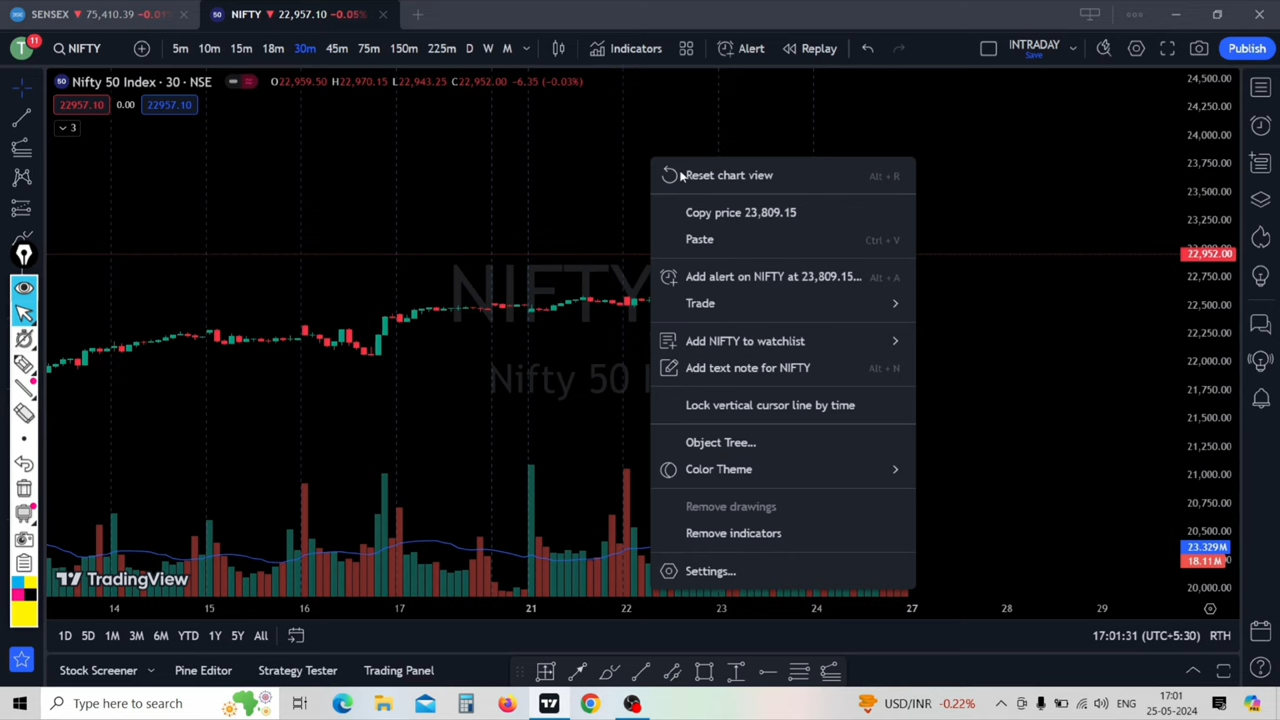 SENSEX ▼ 75,410.39 -0.01%
NIFTY ▼ 22,957.10 -0.05%
T 11 NIFTY 5m 10m 15m 18m 30m 45m 75m 150m 225m D W M Indicators Alert Replay INTRADAY Save Publish
50 Nifty 50 Index · 30 · NSE O22,959.50 H22,970.15 L22,943.25 C22,952.00 -6.35 (-0.03%)
22957.10 0.00 22957.10
3
24,500.00
24,250.00
24,000.00
23,750.00
23,500.00
23,250.00
22,952.00
22,750.00
22,500.00
22,250.00
22,000.00
21,750.00
21,500.00
21,250.00
21,000.00
20,750.00
20,500.00
23.329M
18.11M
20,000.00
NIFTY
Nifty 50 I
Reset chart view Alt + R
Copy price 23,809.15
Paste Ctrl + V
Add alert on NIFTY at 23,809.15... Alt + A
Trade
Add NIFTY to watchlist
Add text note for NIFTY Alt + N
Lock vertical cursor line by time
Object Tree...
Color Theme
Remove drawings
Remove indicators
Settings...
TradingView
14 15 16 17 21 22 23 24 27 28 29
1D 5D 1M 3M 6M YTD 1Y 5Y All 17:01:31 (UTC+5:30) RTH
Stock Screener Pine Editor Strategy Tester Trading Panel
Type here to search USD/INR -0.22% ENG 17:01
25-05-2024